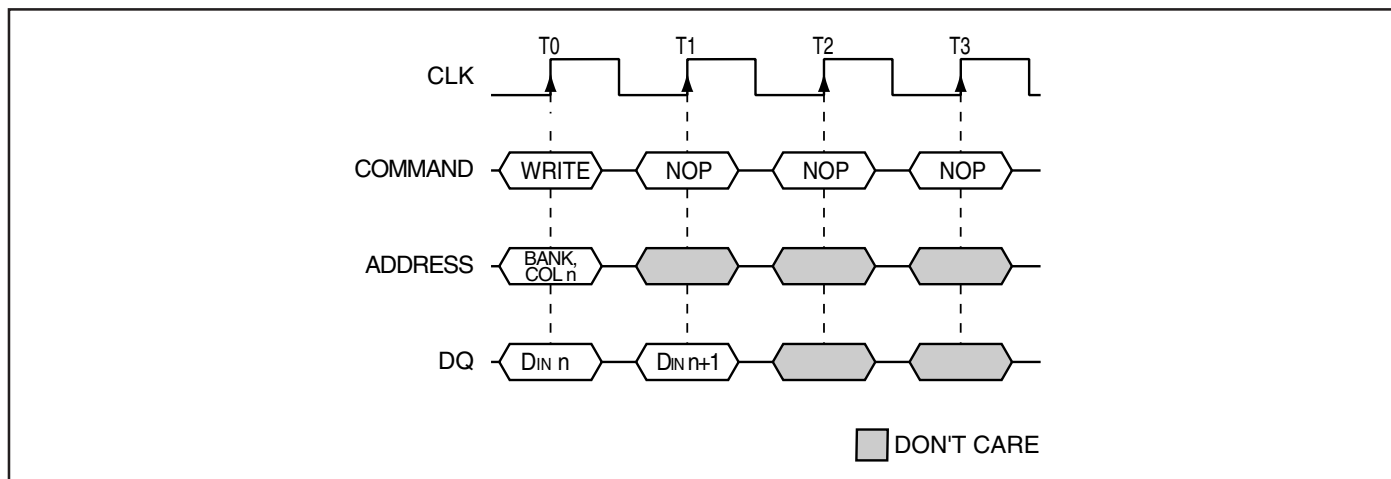 T0 T1 T2 T3
CLK
COMMAND WRITE NOP NOP NOP
ADDRESS BANK,
COL n
DQ DIN n DIN n+1
DON'T CARE